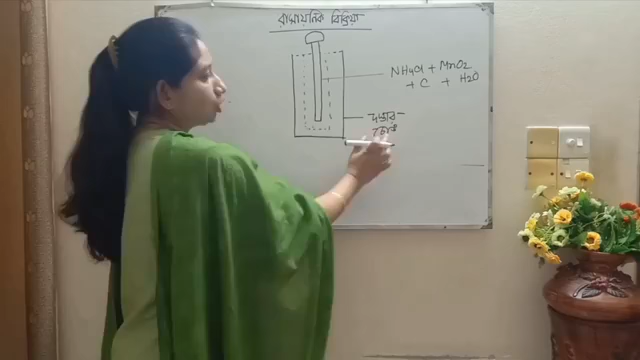 রাসায়নিক বিক্রিয়া
NH4Cl + MnO2
+ C + H2O
দস্তার